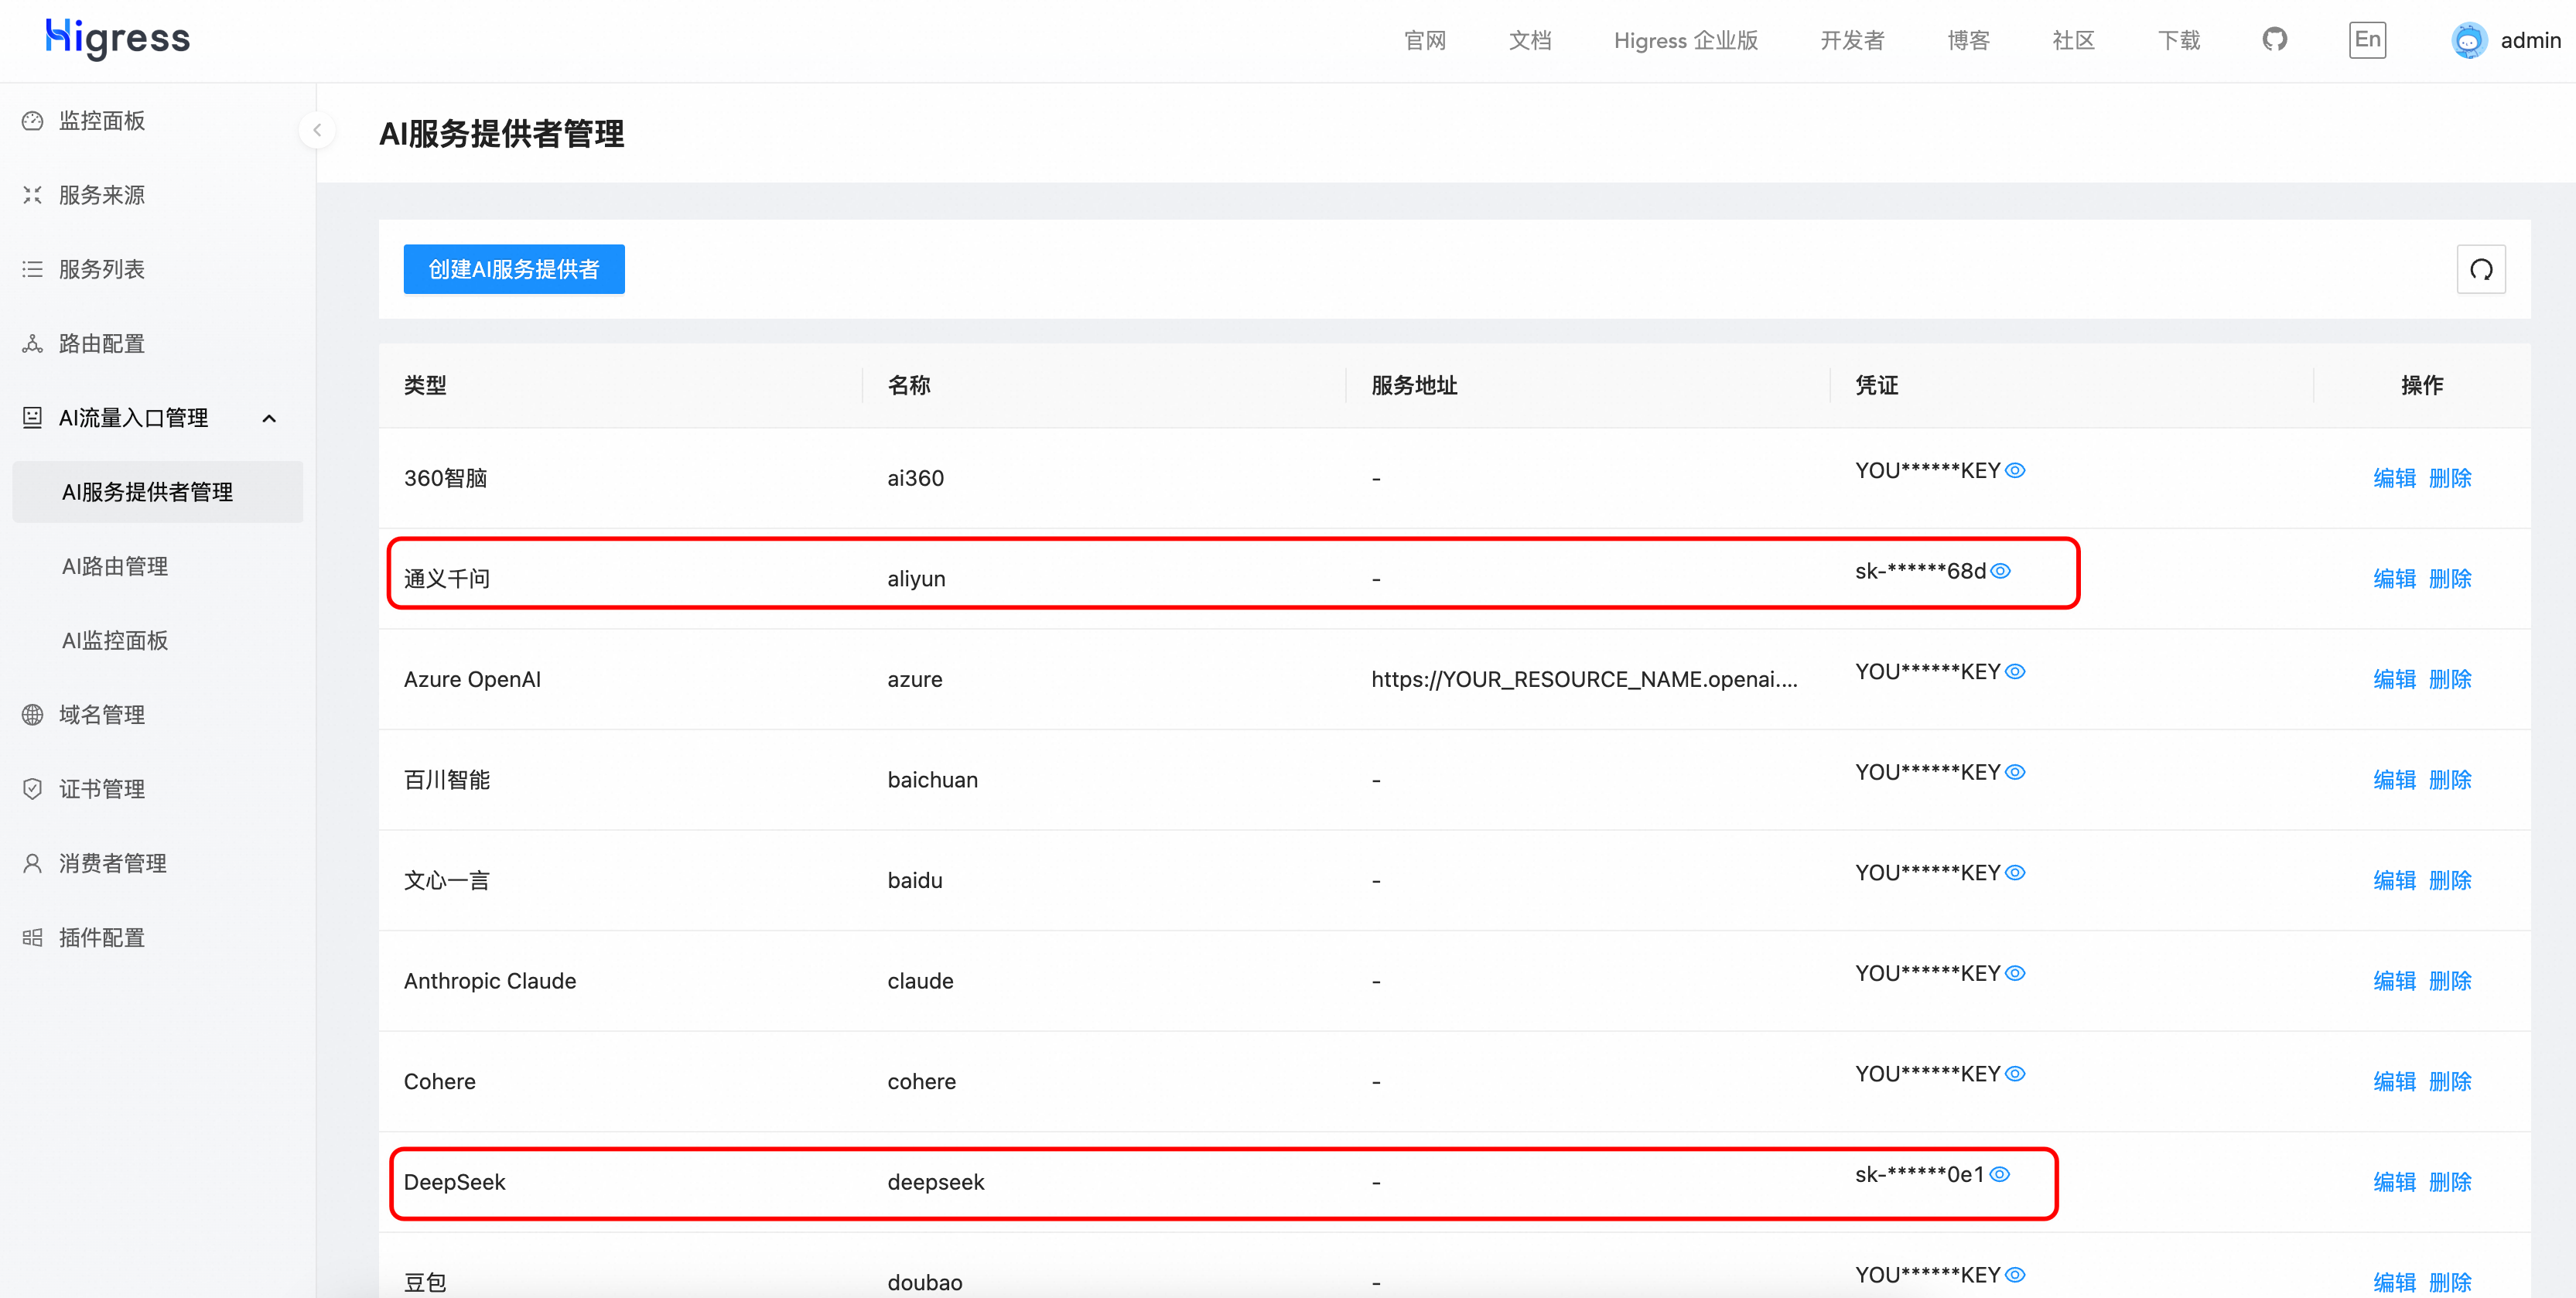 Higress
官网 文档 Higress 企业版 开发者 博客 社区 下载 En admin
监控面板
服务来源
服务列表
路由配置
AI流量入口管理
AI服务提供者管理
AI路由管理
AI监控面板
域名管理
证书管理
消费者管理
插件配置
AI服务提供者管理
创建AI服务提供者
类型 名称 服务地址 凭证 操作
360智脑 ai360 - YOU******KEY 编辑 删除
通义千问 aliyun - sk-******68d 编辑 删除
Azure OpenAI azure https://YOUR_RESOURCE_NAME.openai.... YOU******KEY 编辑 删除
百川智能 baichuan - YOU******KEY 编辑 删除
文心一言 baidu - YOU******KEY 编辑 删除
Anthropic Claude claude - YOU******KEY 编辑 删除
Cohere cohere - YOU******KEY 编辑 删除
DeepSeek deepseek - sk-******0e1 编辑 删除
豆包 doubao - YOU******KEY 编辑 删除